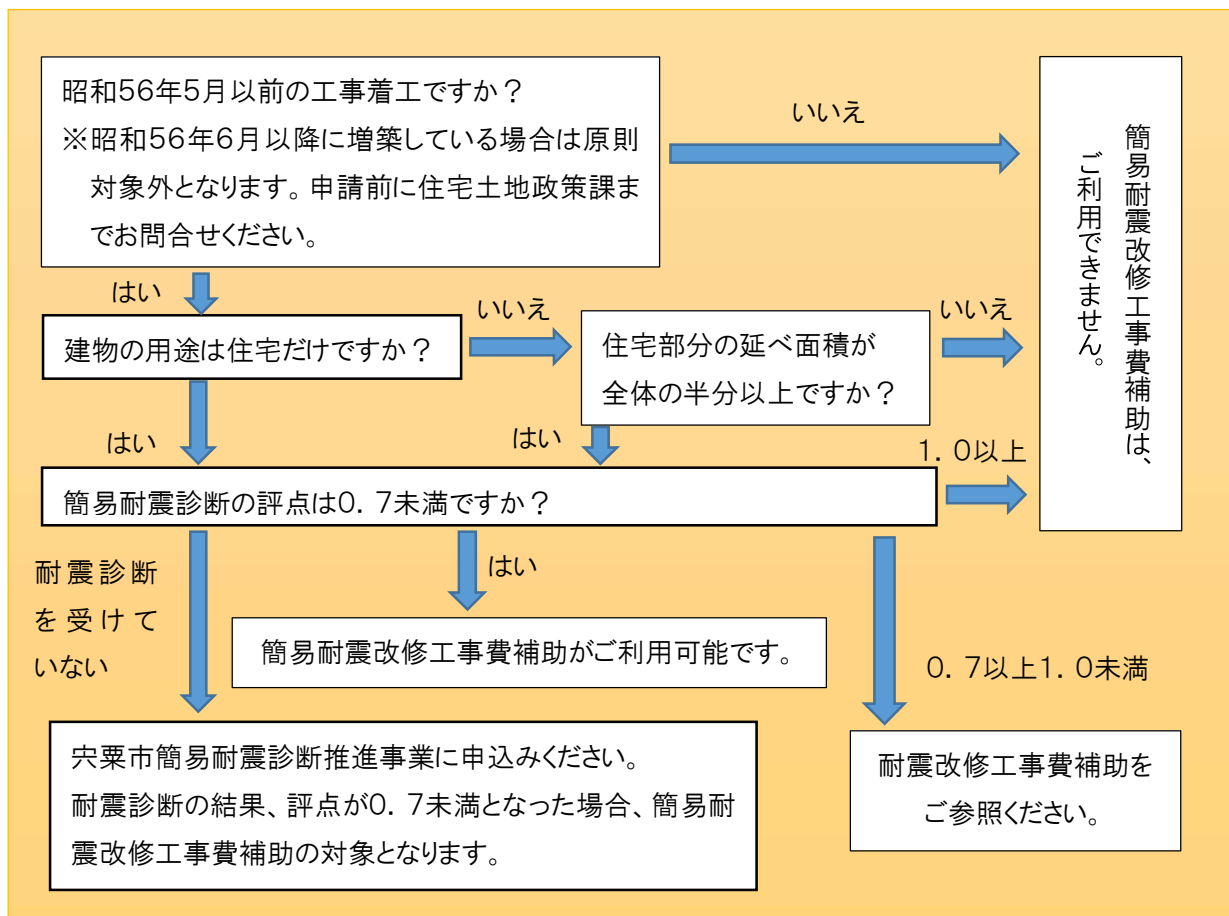 昭和56年5月以前の工事着工ですか？
※昭和56年6月以降に増築している場合は原則
対象外となります。申請前に住宅土地政策課ま
でお問合せください。
いいえ
簡易耐震改修工事費補助は、
ご利用できません。
はい
建物の用途は住宅だけですか？
いいえ
住宅部分の延べ面積が
全体の半分以上ですか？
いいえ
はい
はい
1．0以上
簡易耐震診断の評点は0．7未満ですか？
耐震診断
を受けて
いない
はい
簡易耐震改修工事費補助がご利用可能です。
0．7以上1．0未満
宍粟市簡易耐震診断推進事業に申込みください。
耐震診断の結果、評点が0．7未満となった場合、簡易耐
震改修工事費補助の対象となります。
耐震改修工事費補助を
ご参照ください。